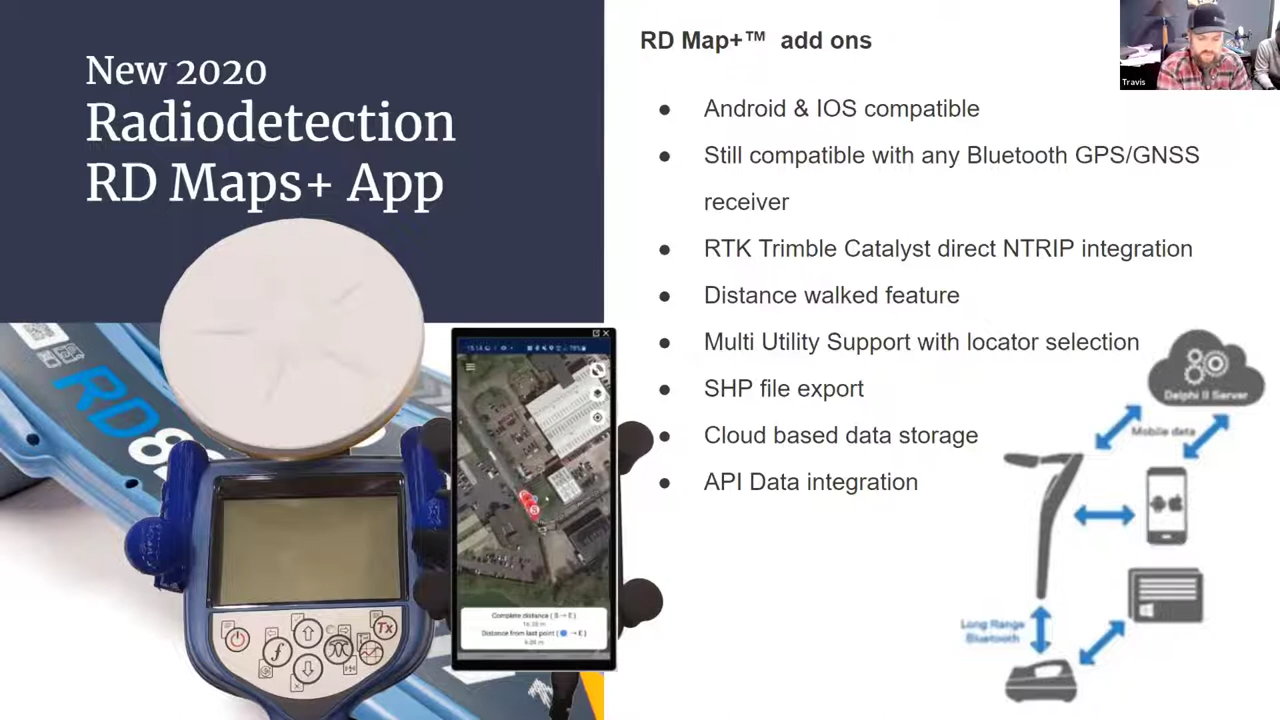 New 2020
Radiodetection
RD Maps+ App
RD Map+™ add ons
Travis
● Android & IOS compatible
● Still compatible with any Bluetooth GPS/GNSS
receiver
● RTK Trimble Catalyst direct NTRIP integration
● Distance walked feature
● Multi Utility Support with locator selection
● SHP file export
● Cloud based data storage
● API Data integration
Delphi II Server
Mobile data
Long Range
Bluetooth
RD8
Complete distance ( S → E )
Distance from last point ( → E )
f
Tx